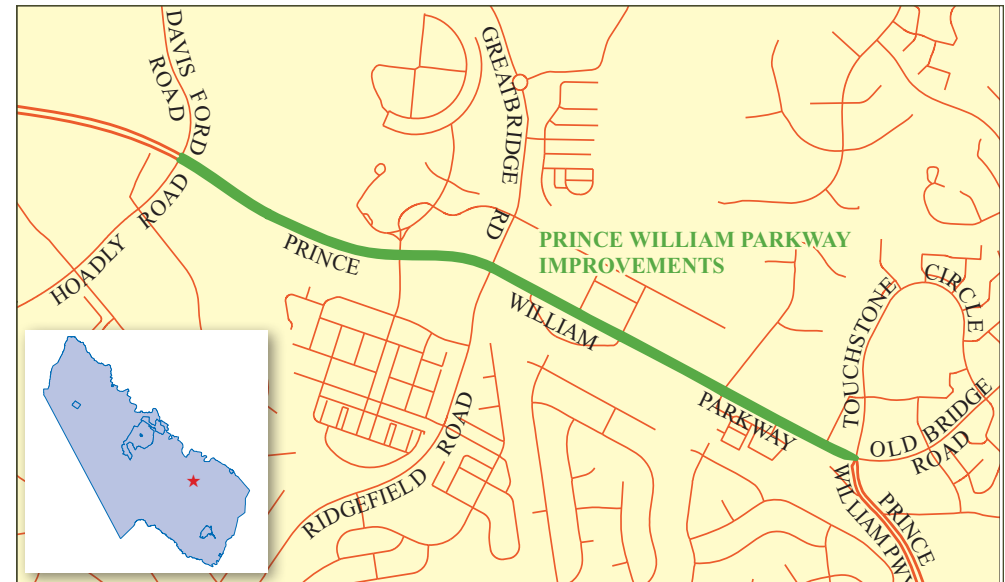 DAVIS FORD
ROAD
GREATBRIDGE RD
HOADLY ROAD
PRINCE
WILLIAM
PARKWAY
PRINCE WILLIAM PARKWAY
IMPROVEMENTS
TOUCHSTONE
CIRCLE
OLD BRIDGE
ROAD
RIDGEFIELD ROAD
PRINCE
WILLIAM PW